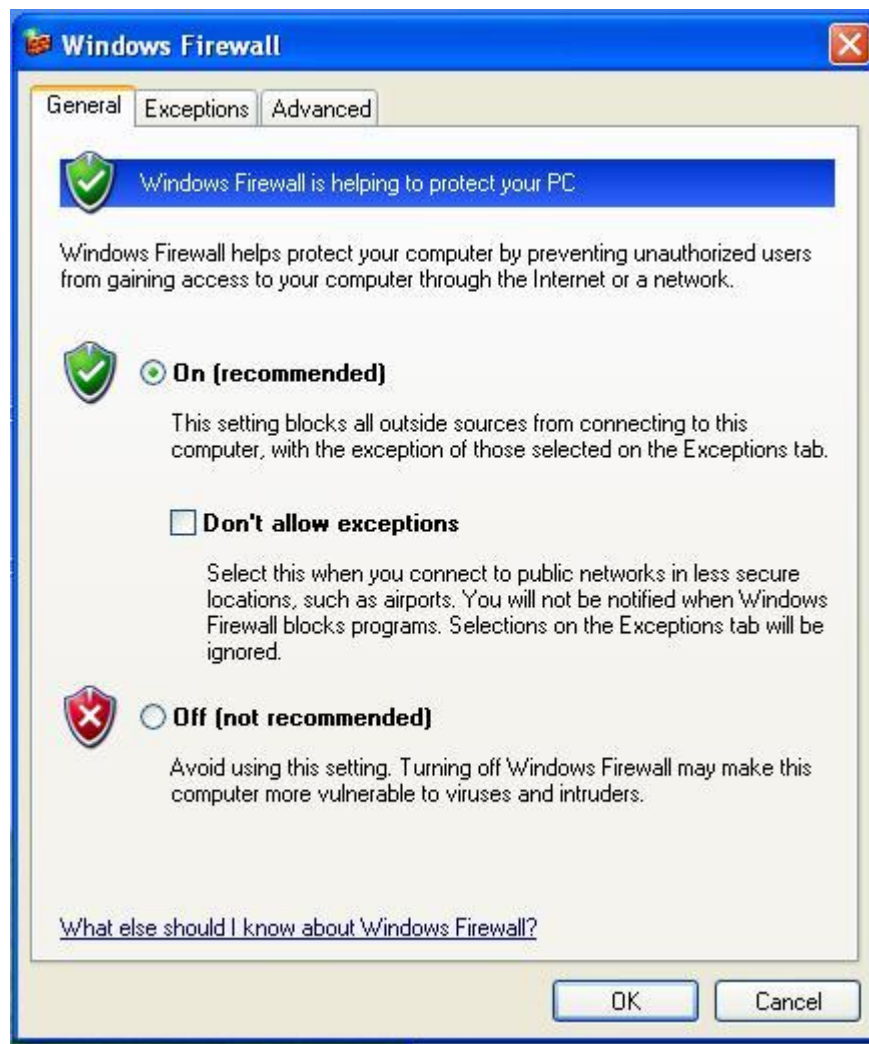 Windows Firewall
General Exceptions Advanced
Windows Firewall is helping to protect your PC
Windows Firewall helps protect your computer by preventing unauthorized users
from gaining access to your computer through the Internet or a network.
On (recommended)
This setting blocks all outside sources from connecting to this
computer, with the exception of those selected on the Exceptions tab.
Don't allow exceptions
Select this when you connect to public networks in less secure
locations, such as airports. You will not be notified when Windows
Firewall blocks programs. Selections on the Exceptions tab will be
ignored.
Off (not recommended)
Avoid using this setting. Turning off Windows Firewall may make this
computer more vulnerable to viruses and intruders.
What else should I know about Windows Firewall?
OK Cancel